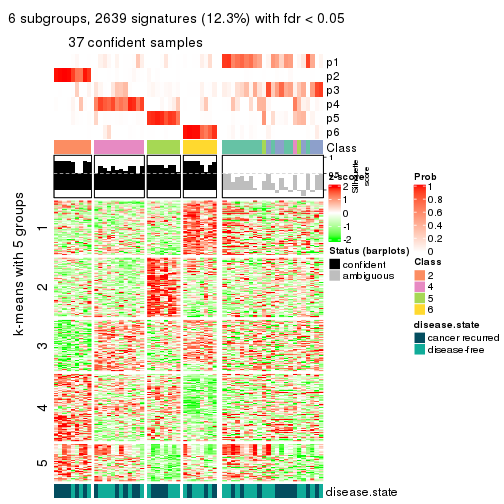 6 subgroups, 2639 signatures (12.3%) with fdr < 0.05
37 confident samples
p1
p2
p3
p4
p5
p6
Class
1
0.5
0
Silhouette
score
z-score
2
1
0
-1
-2
Status (barplots)
confident
ambiguous
Prob
1
0.8
0.6
0.4
0.2
0
Class
2
4
5
6
disease.state
cancer recurred
disease-free
k-means with 5 groups
1
2
3
4
5
disease.state